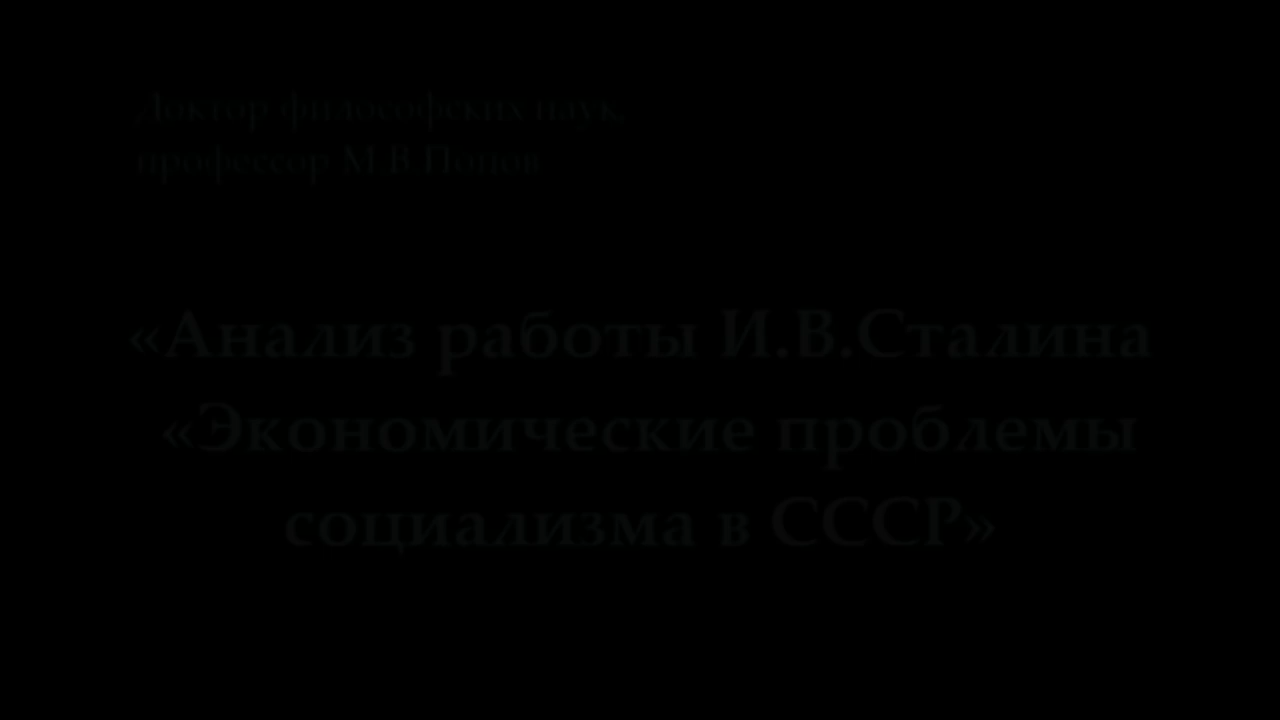 Доктор философских наук,
профессор М.В.Попов
«Анализ работы И.В.Сталина
«Экономические проблемы
социализма в СССР»